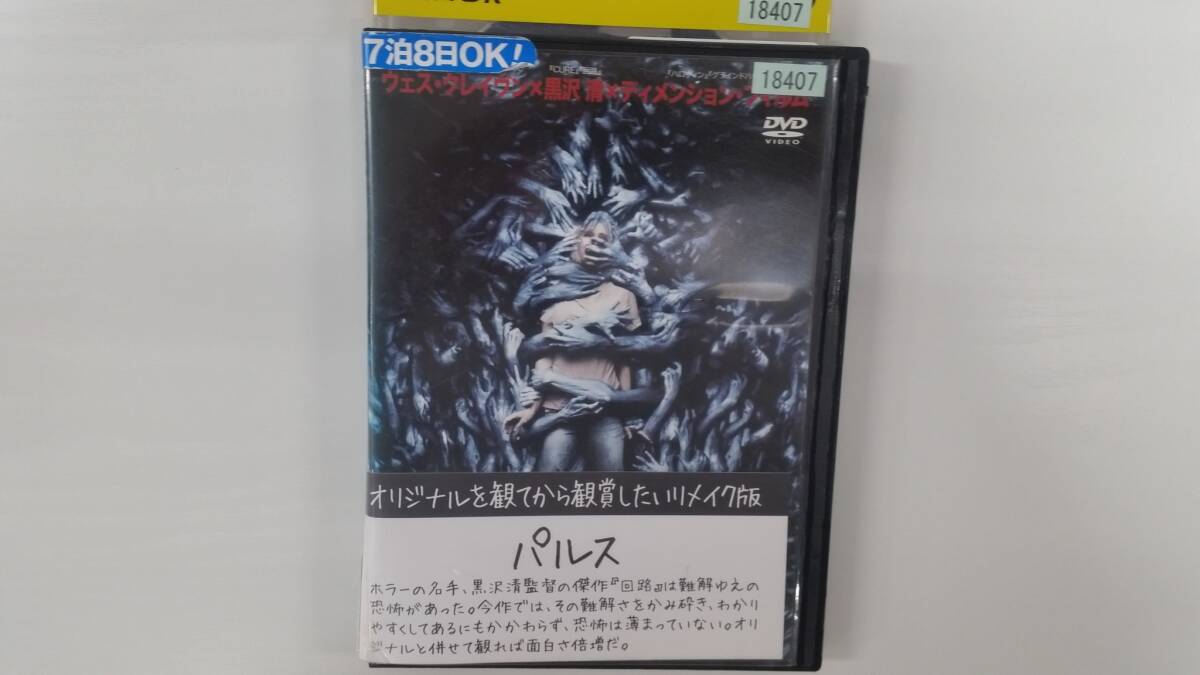 18407
7泊8日OK!
18407
『CURE』『回路』
ウェス・クレイヴン×黒沢 清×ディメンション・フィルム
DVD
VIDEO
オリジナルを観てから観賞したいリメイク版
パルス
ホラーの名手、黒沢清監督の傑作『回路』は難解ゆえの
恐怖があった。今作では、その難解さをかみ砕き、わかり
やすくしてあるにもかかわらず、恐怖は薄まっていない。オリ
ジナルと併せて観れば面白さ倍増だ。